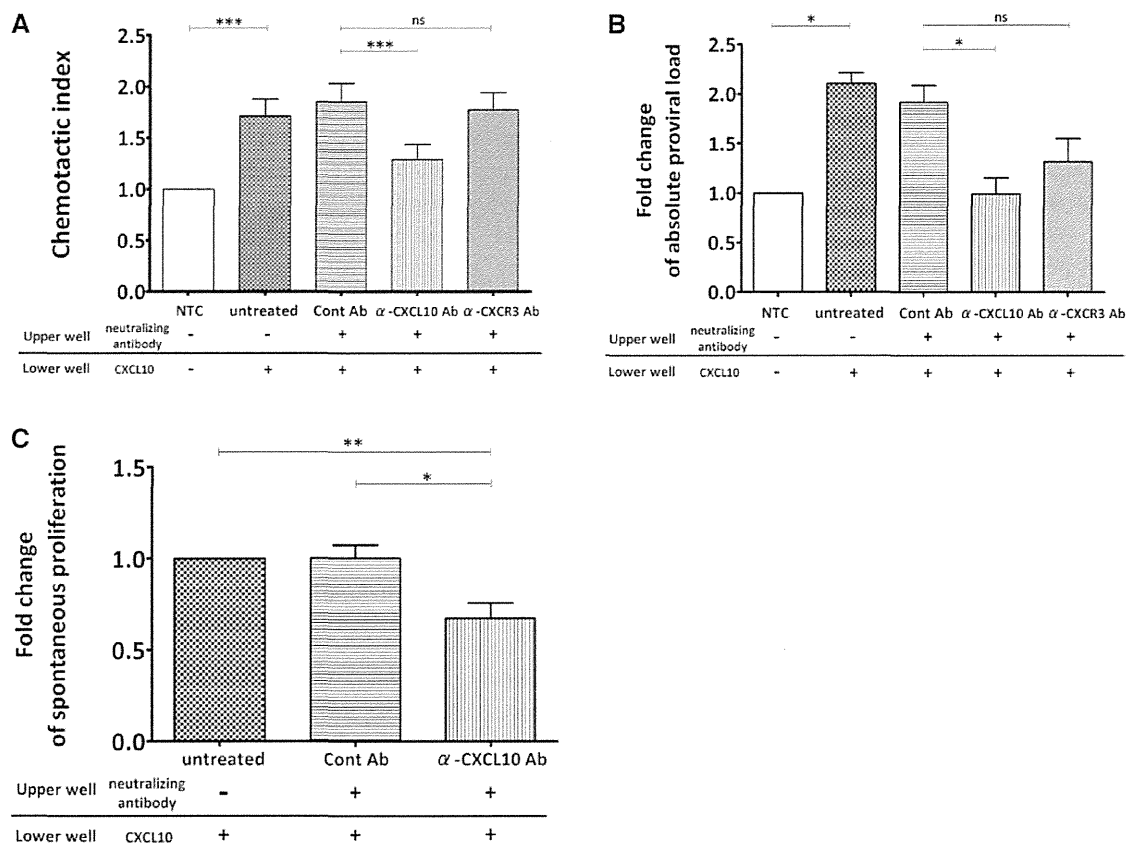 A
***
ns
***
Chemotactic index
2.5
2.0
1.5
1.0
0.5
0.0
NTC untreated Cont Ab α-CXCL10 Ab α-CXCR3 Ab
Upper well neutralizing antibody - - + + +
Lower well CXCL10 - + + + +
B
*
ns
*
Fold change
of absolute proviral load
2.5
2.0
1.5
1.0
0.5
0.0
NTC untreated Cont Ab α-CXCL10 Ab α-CXCR3 Ab
Upper well neutralizing antibody - - + + +
Lower well CXCL10 - + + + +
C
**
*
Fold change
of spontaneous proliferation
1.5
1.0
0.5
0.0
untreated Cont Ab α-CXCL10 Ab
Upper well neutralizing antibody - + +
Lower well CXCL10 + + +